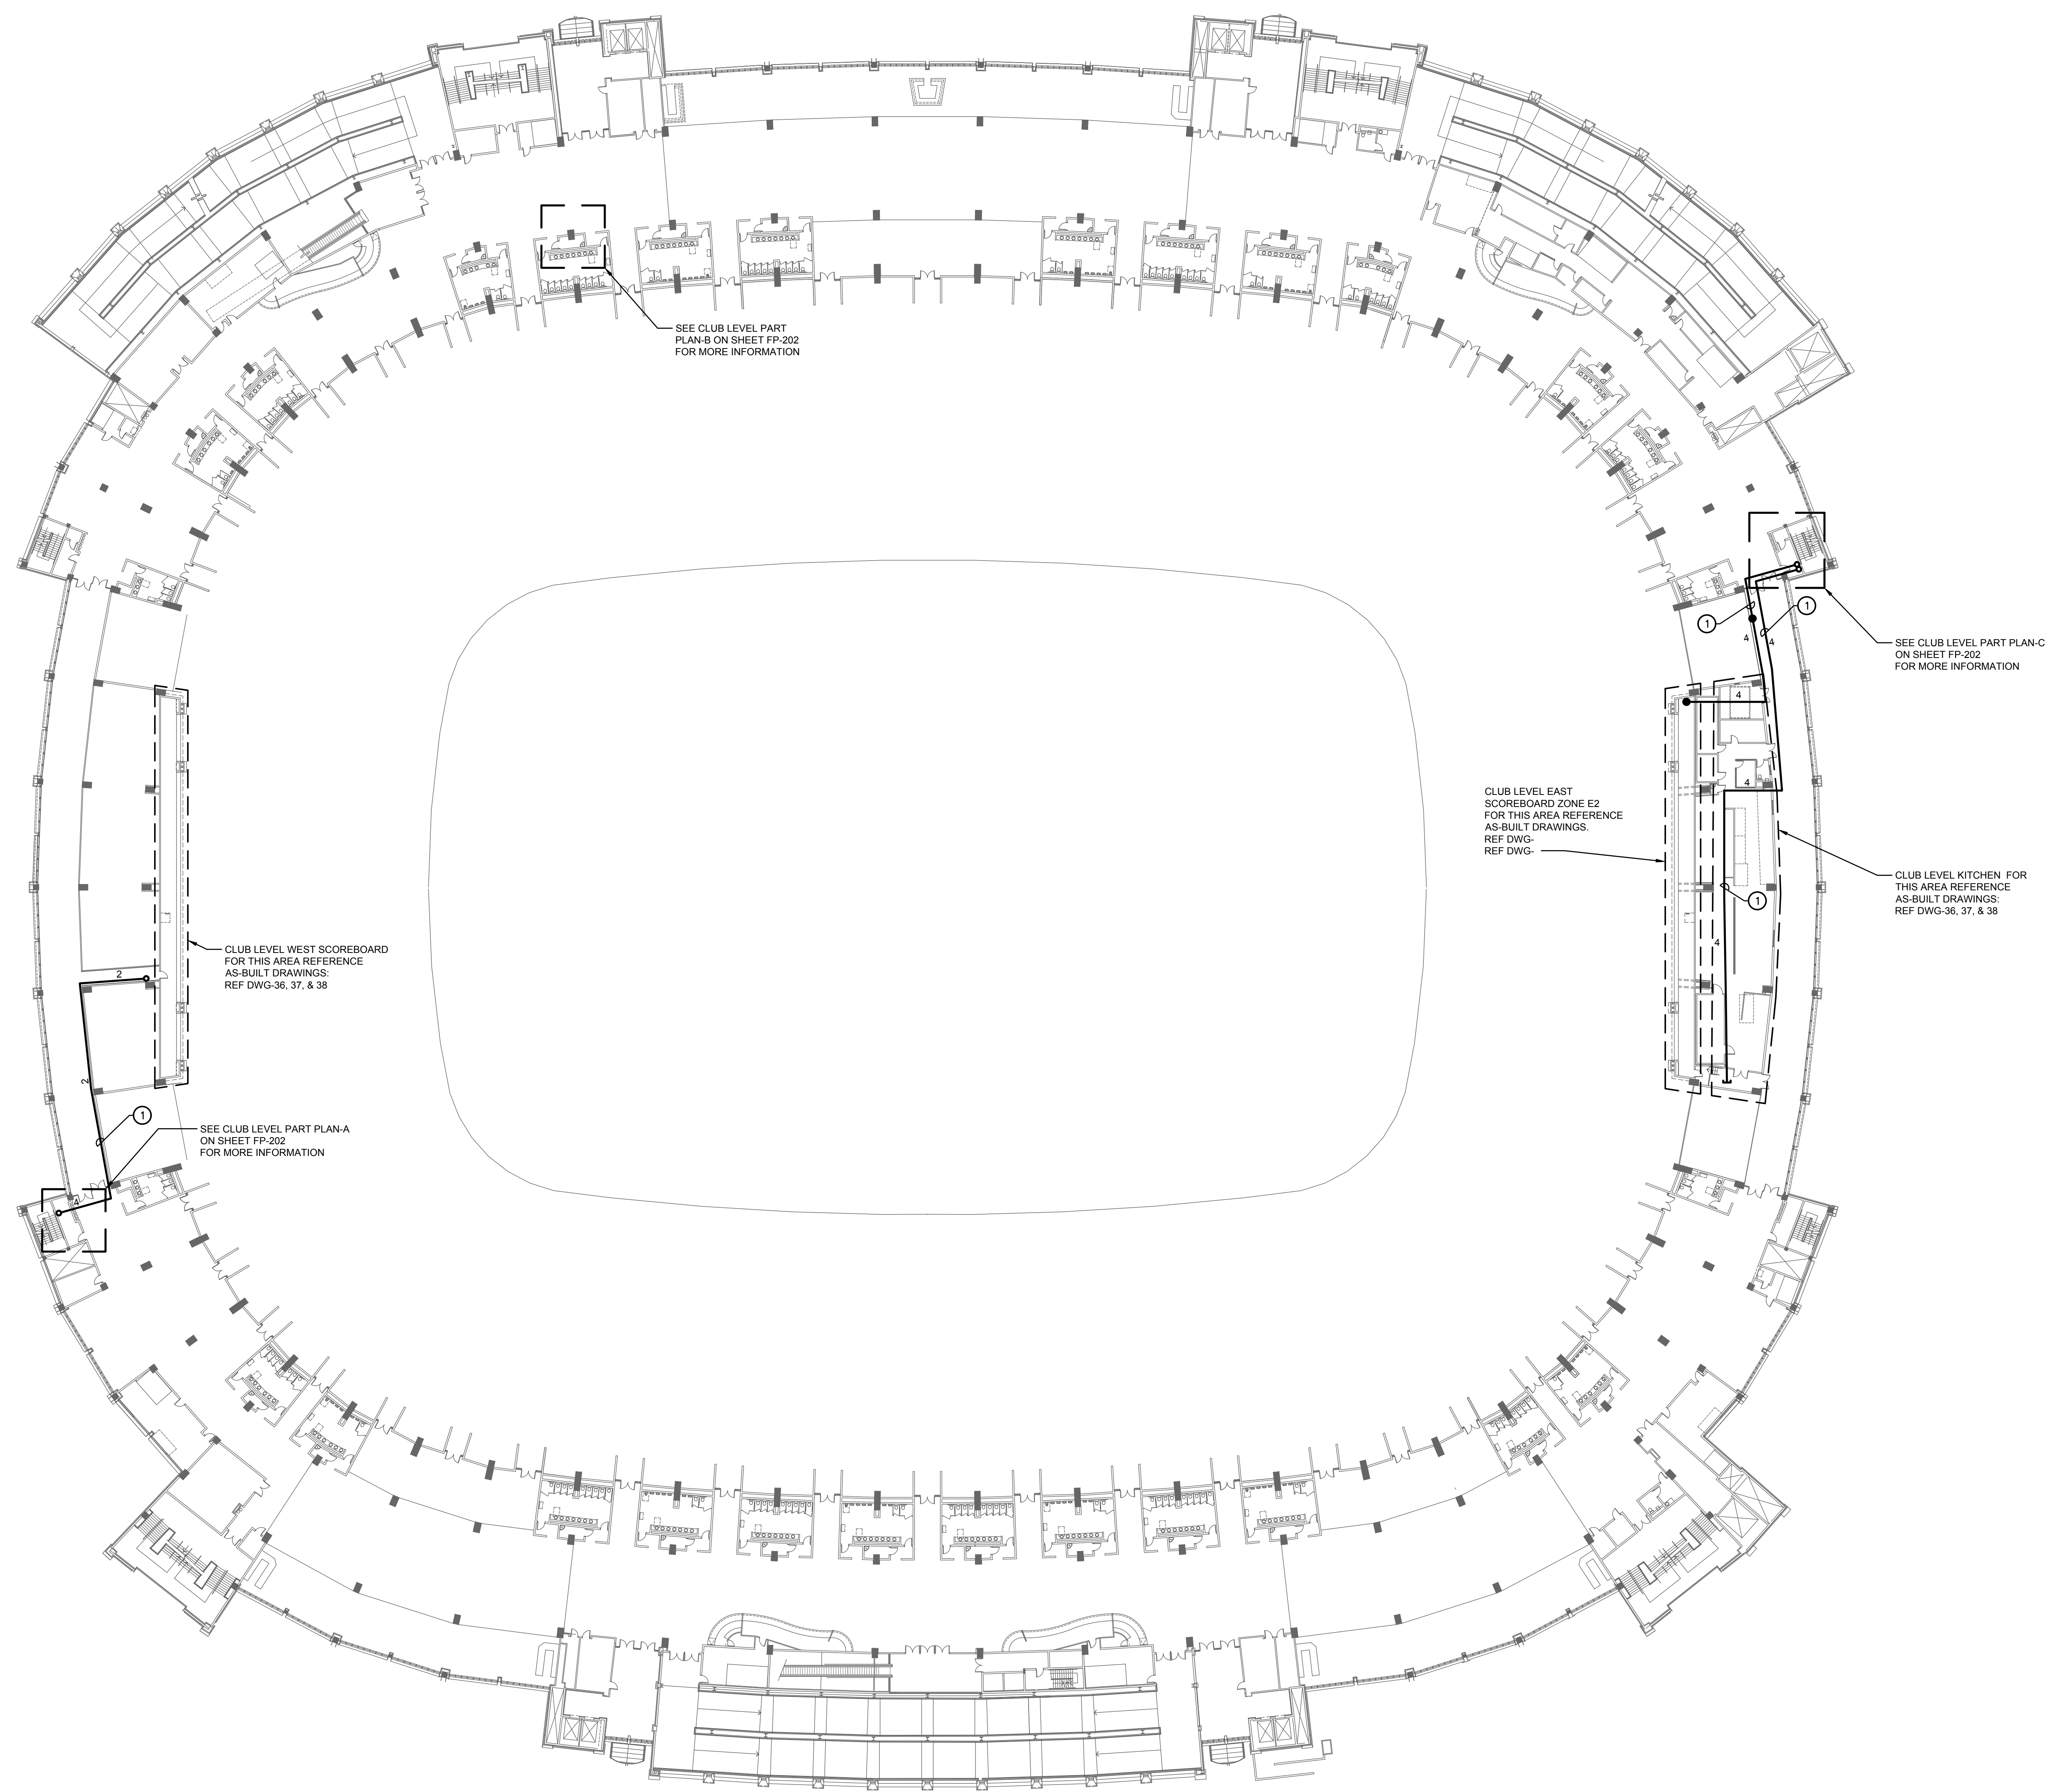 SEE CLUB LEVEL PART
PLAN-B ON SHEET FP-202
FOR MORE INFORMATION
1
1
4
4
SEE CLUB LEVEL PART PLAN-C
ON SHEET FP-202
FOR MORE INFORMATION
4
4
CLUB LEVEL EAST
SCOREBOARD ZONE E2
FOR THIS AREA REFERENCE
AS-BUILT DRAWINGS.
REF DWG-
REF DWG-
CLUB LEVEL KITCHEN FOR
THIS AREA REFERENCE
AS-BUILT DRAWINGS:
REF DWG-36, 37, & 38
1
4
CLUB LEVEL WEST SCOREBOARD
FOR THIS AREA REFERENCE
AS-BUILT DRAWINGS:
REF DWG-36, 37, & 38
2
2
1
SEE CLUB LEVEL PART PLAN-A
ON SHEET FP-202
FOR MORE INFORMATION
4